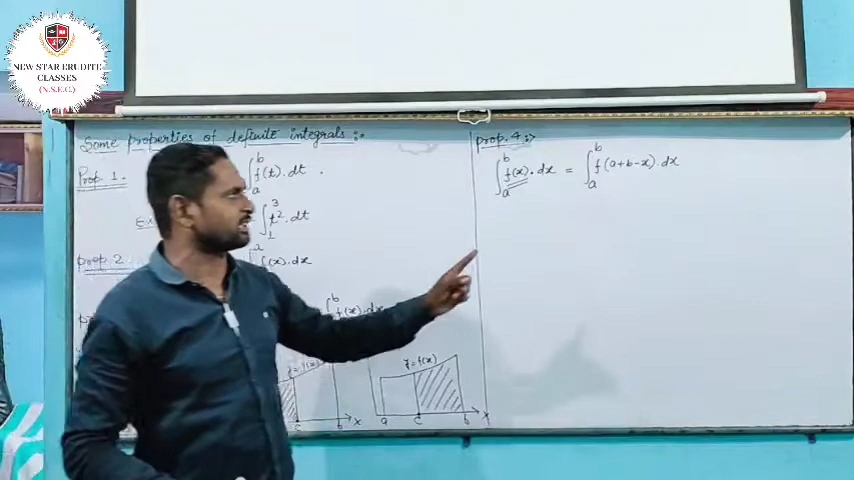 NEW STAR ERUDITE
CLASSES
(N.S.E.C.)
Some properties of definite integrals :-
Prop. 1.
∫_a^b f(t).dt .
∫_1^3 t².dt
prop. 2
f(x).dx
∫^b f(x).dx
y=f(x)
c b x
y=f(x)
a c b x
prop. 4 :-
∫_a^b f(x).dx = ∫_a^b f(a+b-x).dx